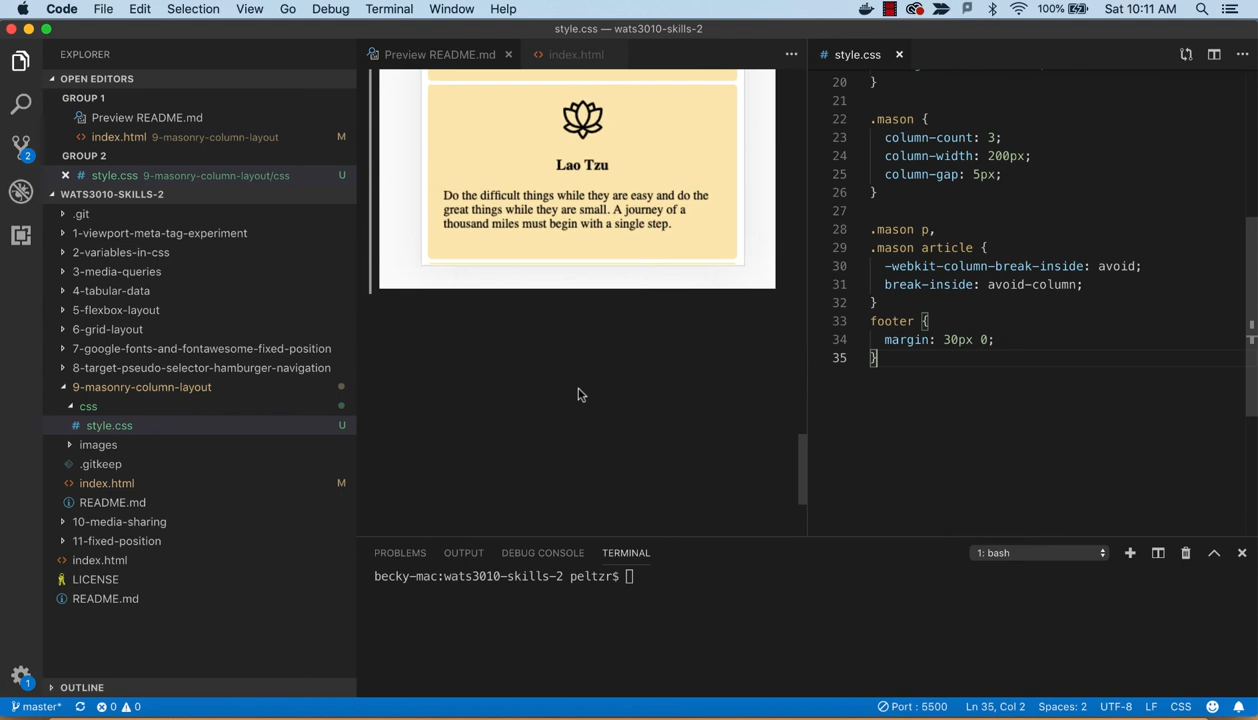 Code File Edit Selection View Go Debug Terminal Window Help 100% Sat 10:11 AM
style.css — wats3010-skills-2
EXPLORER
OPEN EDITORS
GROUP 1
Preview README.md
index.html 9-masonry-column-layout M
GROUP 2
# style.css 9-masonry-column-layout/css U
WATS3010-SKILLS-2
.git
1-viewport-meta-tag-experiment
2-variables-in-css
3-media-queries
4-tabular-data
5-flexbox-layout
6-grid-layout
7-google-fonts-and-fontawesome-fixed-position
8-target-pseudo-selector-hamburger-navigation
9-masonry-column-layout
css
# style.css U
images
.gitkeep
index.html M
README.md
10-media-sharing
11-fixed-position
index.html
LICENSE
README.md
OUTLINE
2
1
Preview README.md
index.html
Lao Tzu
Do the difficult things while they are easy and do the
great things while they are small. A journey of a
thousand miles must begin with a single step.
# style.css
20 }
21
22 .mason {
23 column-count: 3;
24 column-width: 200px;
25 column-gap: 5px;
26 }
27
28 .mason p,
29 .mason article {
30 -webkit-column-break-inside: avoid;
31 break-inside: avoid-column;
32 }
33 footer {
34 margin: 30px 0;
35 }
PROBLEMS OUTPUT DEBUG CONSOLE TERMINAL 1: bash
becky-mac:wats3010-skills-2 peltzr$
master* 0 0 Port : 5500 Ln 35, Col 2 Spaces: 2 UTF-8 LF CSS